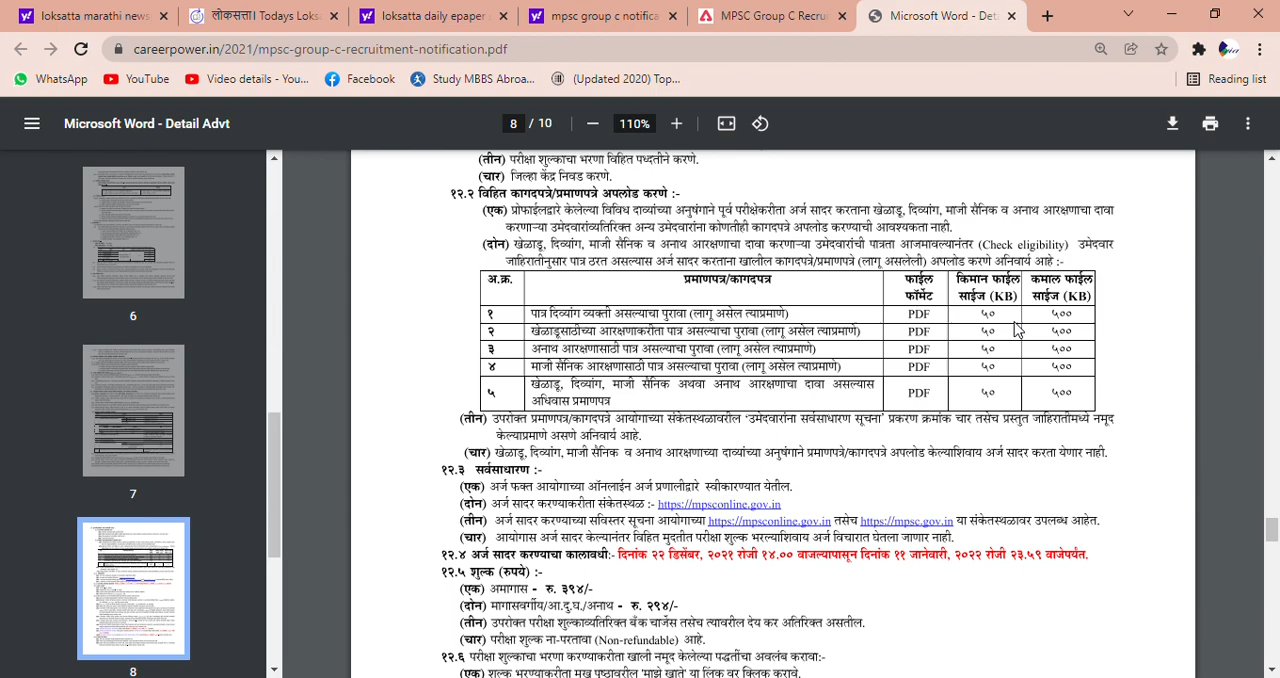 loksatta marathi news
लोकसत्ता। Todays Loks
loksatta daily epaper
mpsc group c notifica
MPSC Group C Recrui
Microsoft Word - Deta
careerpower.in/2021/mpsc-group-c-recruitment-notification.pdf
WhatsApp YouTube Video details - You... Facebook Study MBBS Abroa... (Updated 2020) Top... Reading list
Microsoft Word - Detail Advt 8 / 10 110%
6
7
8
(तीन) परीक्षा शुल्काचा भरणा विहित पध्दतीने करणे.
(चार) जिल्हा केंद्र निवड करणे.
१२.२ विहित कागदपत्रे/प्रमाणपत्रे अपलोड करणे :-
(एक) प्रोफाईलद्वारे केलेल्या विविध दाव्यांच्या अनुषंगाने पूर्व परीक्षेकरीता अर्ज सादर करताना खेळाडू, दिव्यांग, माजी सैनिक व अनाथ आरक्षणाचा दावा
करणाऱ्या उमेदवारांव्यतिरिक्त अन्य उमेदवारांना कोणतीही कागदपत्रे अपलोड करण्याची आवश्यकता नाही.
(दोन) खेळाडू, दिव्यांग, माजी सैनिक व अनाथ आरक्षणाचा दावा करणाऱ्या उमेदवारांची पात्रता आजमावल्यानंतर (Check eligibility) उमेदवार
जाहिरातीनुसार पात्र ठरत असल्यास अर्ज सादर करताना खालील कागदपत्रे/प्रमाणपत्रे (लागू असलेली) अपलोड करणे अनिवार्य आहे :-
अ.क्र. प्रमाणपत्र/कागदपत्र फाईल फॉर्मेट किमान फाईल साईज (KB) कमाल फाईल साईज (KB)
१ पात्र दिव्यांग व्यक्ती असल्याचा पुरावा (लागू असेल त्याप्रमाणे) PDF ५० ५००
२ खेळाडूसाठीच्या आरक्षणाकरीता पात्र असल्याचा पुरावा (लागू असेल त्याप्रमाणे) PDF ५० ५००
३ अनाथ आरक्षणासाठी पात्र असल्याचा पुरावा (लागू असेल त्याप्रमाणे) PDF ५० ५००
४ माजी सैनिक आरक्षणासाठी पात्र असल्याचा पुरावा (लागू असेल त्याप्रमाणे) PDF ५० ५००
५ खेळाडू, दिव्यांग, माजी सैनिक अथवा अनाथ आरक्षणाचा दावा असल्यास अधिवास प्रमाणपत्र PDF ५० ५००
(तीन) उपरोक्त प्रमाणपत्र/कागदपत्रे आयोगाच्या संकेतस्थळावरील 'उमेदवारांना सर्वसाधारण सूचना' प्रकरण क्रमांक चार तसेच प्रस्तुत जाहिरातीमध्ये नमूद
केल्याप्रमाणे असणे अनिवार्य आहे.
(चार) खेळाडू, दिव्यांग, माजी सैनिक व अनाथ आरक्षणाच्या दाव्यांच्या अनुषंगाने प्रमाणपत्रे/कागदपत्रे अपलोड केल्याशिवाय अर्ज सादर करता येणार नाही.
१२.३ सर्वसाधारण :-
(एक) अर्ज फक्त आयोगाच्या ऑनलाईन अर्ज प्रणालीद्वारे स्वीकारण्यात येतील.
(दोन) अर्ज सादर करण्याकरीता संकेतस्थळ :- https://mpsconline.gov.in
(तीन) अर्ज सादर करण्याच्या सविस्तर सूचना आयोगाच्या https://mpsconline.gov.in तसेच https://mpsc.gov.in या संकेतस्थळावर उपलब्ध आहेत.
(चार) आयोगास अर्ज सादर केल्यानंतर विहित मुदतीत परीक्षा शुल्क भरल्याशिवाय अर्ज विचारात घेतला जाणार नाही.
१२.४ अर्ज सादर करावयाचा कालावधी:- दिनांक २२ डिसेंबर, २०२१ रोजी १४.०० वाजल्यापासून दिनांक ११ जानेवारी, २०२२ रोजी २३.५९ वाजेपर्यंत.
१२.५ शुल्क (रुपये) :-
(एक) अमागास - रु. ३९४/-
(दोन) मागासवर्गीय/आ.दु.घ./अनाथ - रु. २९४/-
(तीन) उपरोक्त परीक्षा शुल्काव्यतिरिक्त बँक चार्जेस तसेच त्यावरील देय कर अतिरिक्त असतील.
(चार) परीक्षा शुल्क ना-परतावा (Non-refundable) आहे.
१२.६ परीक्षा शुल्काचा भरणा करण्याकरीता खाली नमूद केलेल्या पद्धतींचा अवलंब करावा:-
(एक) शुल्क भरण्याकरीता मुख पृष्ठावरील 'माझे खाते' या लिंक वर क्लिक करावे.